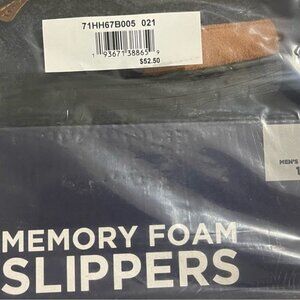 71HH67B005 021
1 93671 38865 9
$52.50
MEN'S
MEMORY FOAM
SLIPPERS